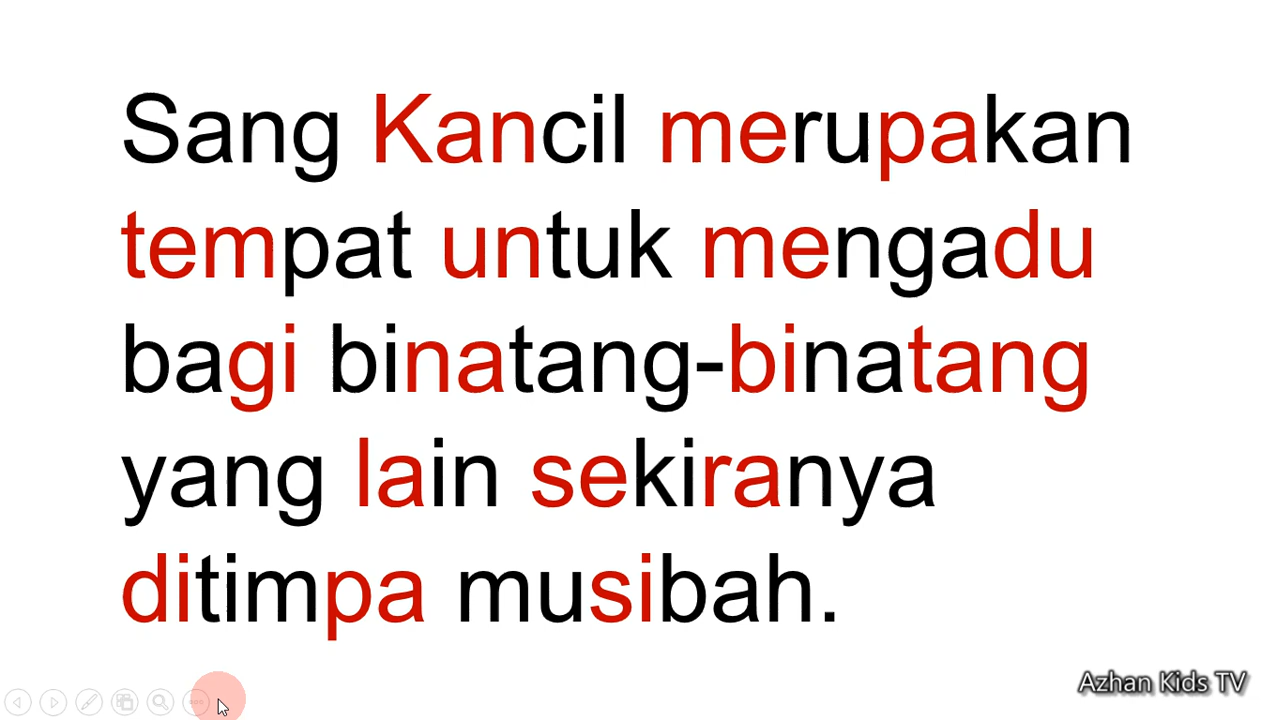 Sang Kancil merupakan
tempat untuk mengadu
bagi binatang-binatang
yang lain sekiranya
ditimpa musibah.
Azhan Kids TV